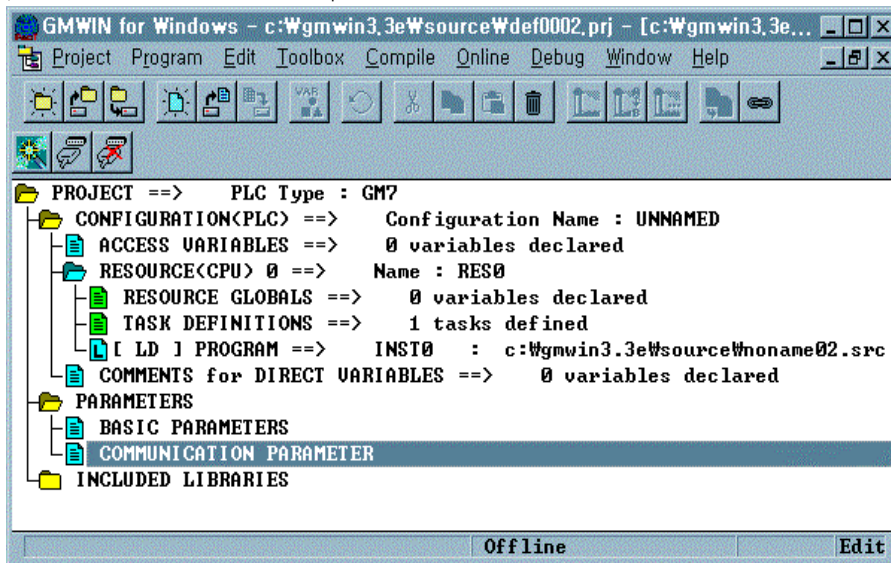 GMWIN for Windows – c:₩gmwin3.3e₩source₩def0002.prj – [c:₩gmwin3.3e...
Project Program Edit Toolbox Compile Online Debug Window Help
VAR
PROJECT ==> PLC Type : GM7
CONFIGURATION(PLC) ==> Configuration Name : UNNAMED
ACCESS VARIABLES ==> 0 variables declared
RESOURCE(CPU) 0 ==> Name : RES0
RESOURCE GLOBALS ==> 0 variables declared
TASK DEFINITIONS ==> 1 tasks defined
L [ LD ] PROGRAM ==> INST0 : c:₩gmwin3.3e₩source₩noname02.src
COMMENTS for DIRECT VARIABLES ==> 0 variables declared
PARAMETERS
BASIC PARAMETERS
COMMUNICATION PARAMETER
INCLUDED LIBRARIES
Offline Edit